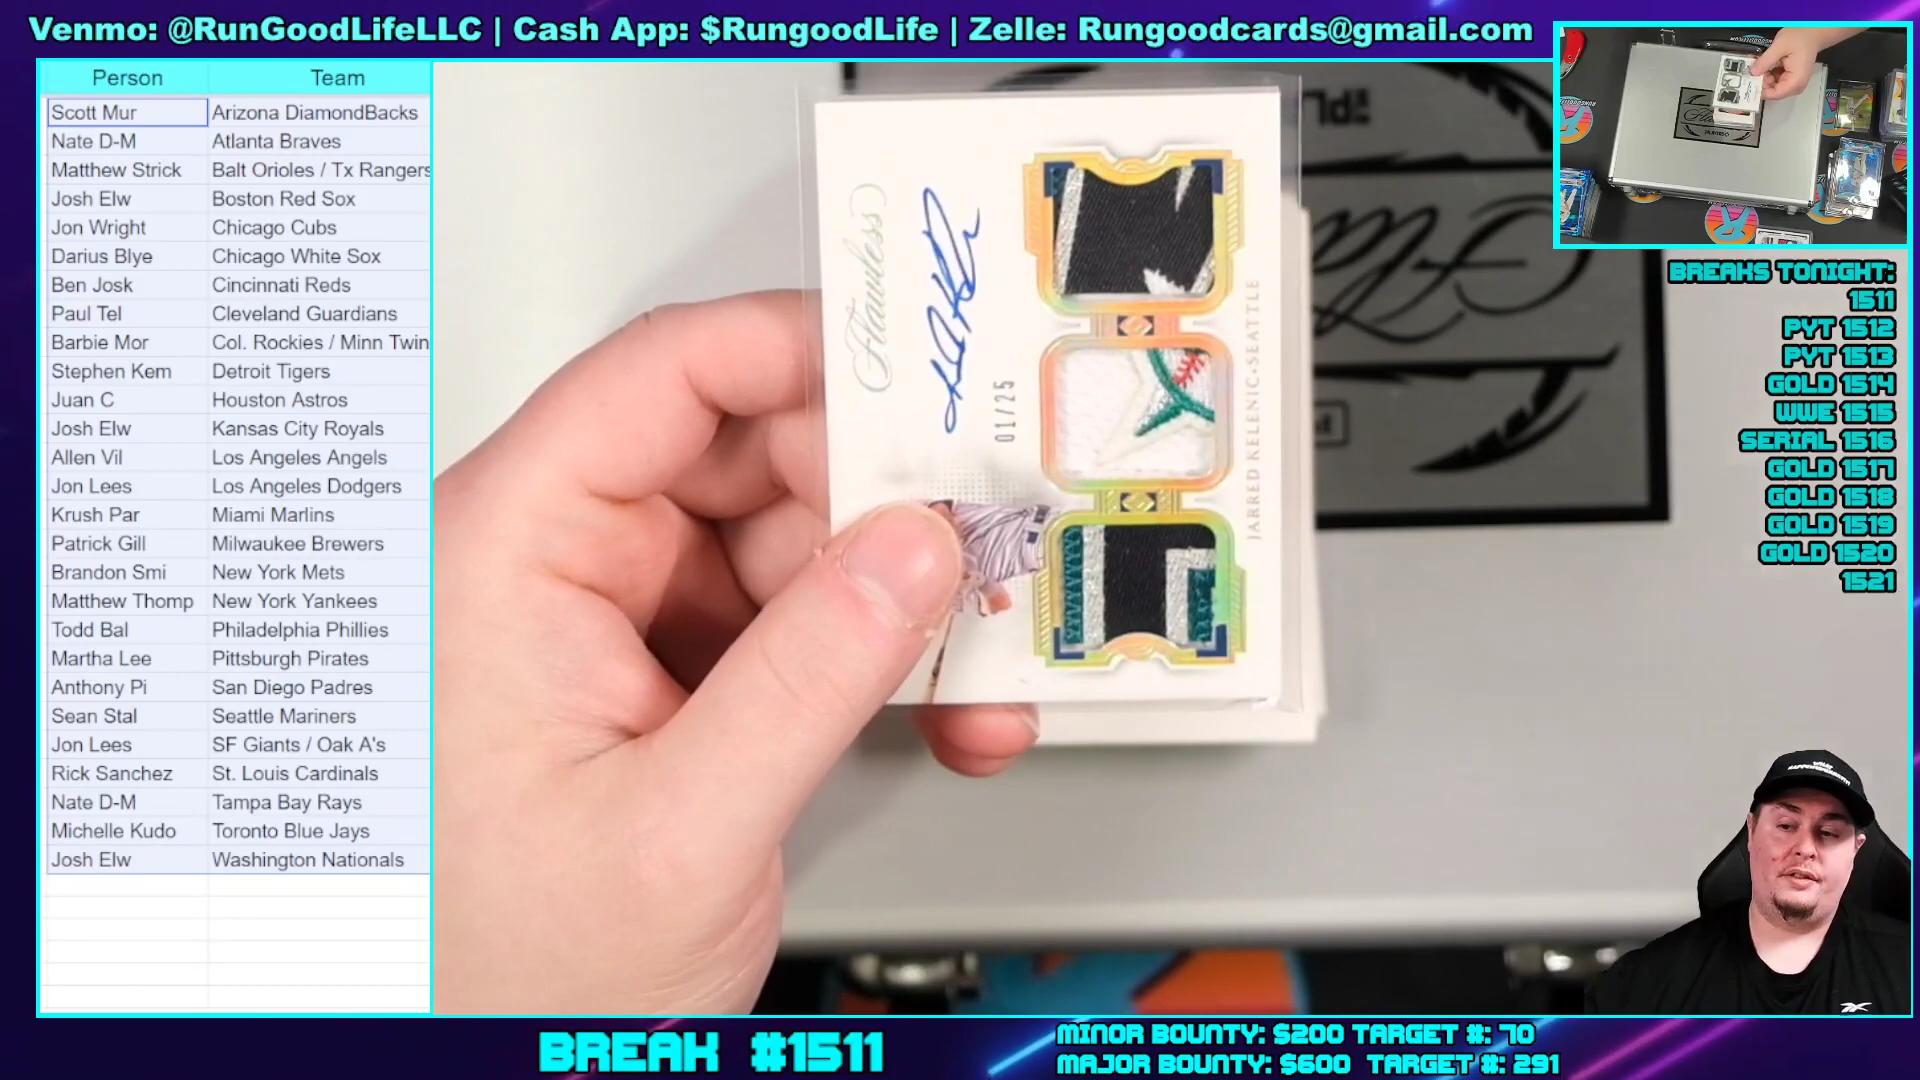 Venmo: @RunGoodLifeLLC | Cash App: $RungoodLife | Zelle: Rungoodcards@gmail.com
Person Team
Scott Mur Arizona DiamondBacks
Nate D-M Atlanta Braves
Matthew Strick Balt Orioles / Tx Rangers
Josh Elw Boston Red Sox
Jon Wright Chicago Cubs
Darius Blye Chicago White Sox
Ben Josk Cincinnati Reds
Paul Tel Cleveland Guardians
Barbie Mor Col. Rockies / Minn Twin
Stephen Kem Detroit Tigers
Juan C Houston Astros
Josh Elw Kansas City Royals
Allen Vil Los Angeles Angels
Jon Lees Los Angeles Dodgers
Krush Par Miami Marlins
Patrick Gill Milwaukee Brewers
Brandon Smi New York Mets
Matthew Thomp New York Yankees
Todd Bal Philadelphia Phillies
Martha Lee Pittsburgh Pirates
Anthony Pi San Diego Padres
Sean Stal Seattle Mariners
Jon Lees SF Giants / Oak A's
Rick Sanchez St. Louis Cardinals
Nate D-M Tampa Bay Rays
Michelle Kudo Toronto Blue Jays
Josh Elw Washington Nationals
Flawless
01/25
JARRED KELENIC•SEATTLE
BREAKS TONIGHT:
1511
PYT 1512
PYT 1513
GOLD 1514
WWE 1515
SERIAL 1516
GOLD 1517
GOLD 1518
GOLD 1519
GOLD 1520
1521
BREAK #1511
MINOR BOUNTY: $200 TARGET #: 70
MAJOR BOUNTY: $600 TARGET #: 291